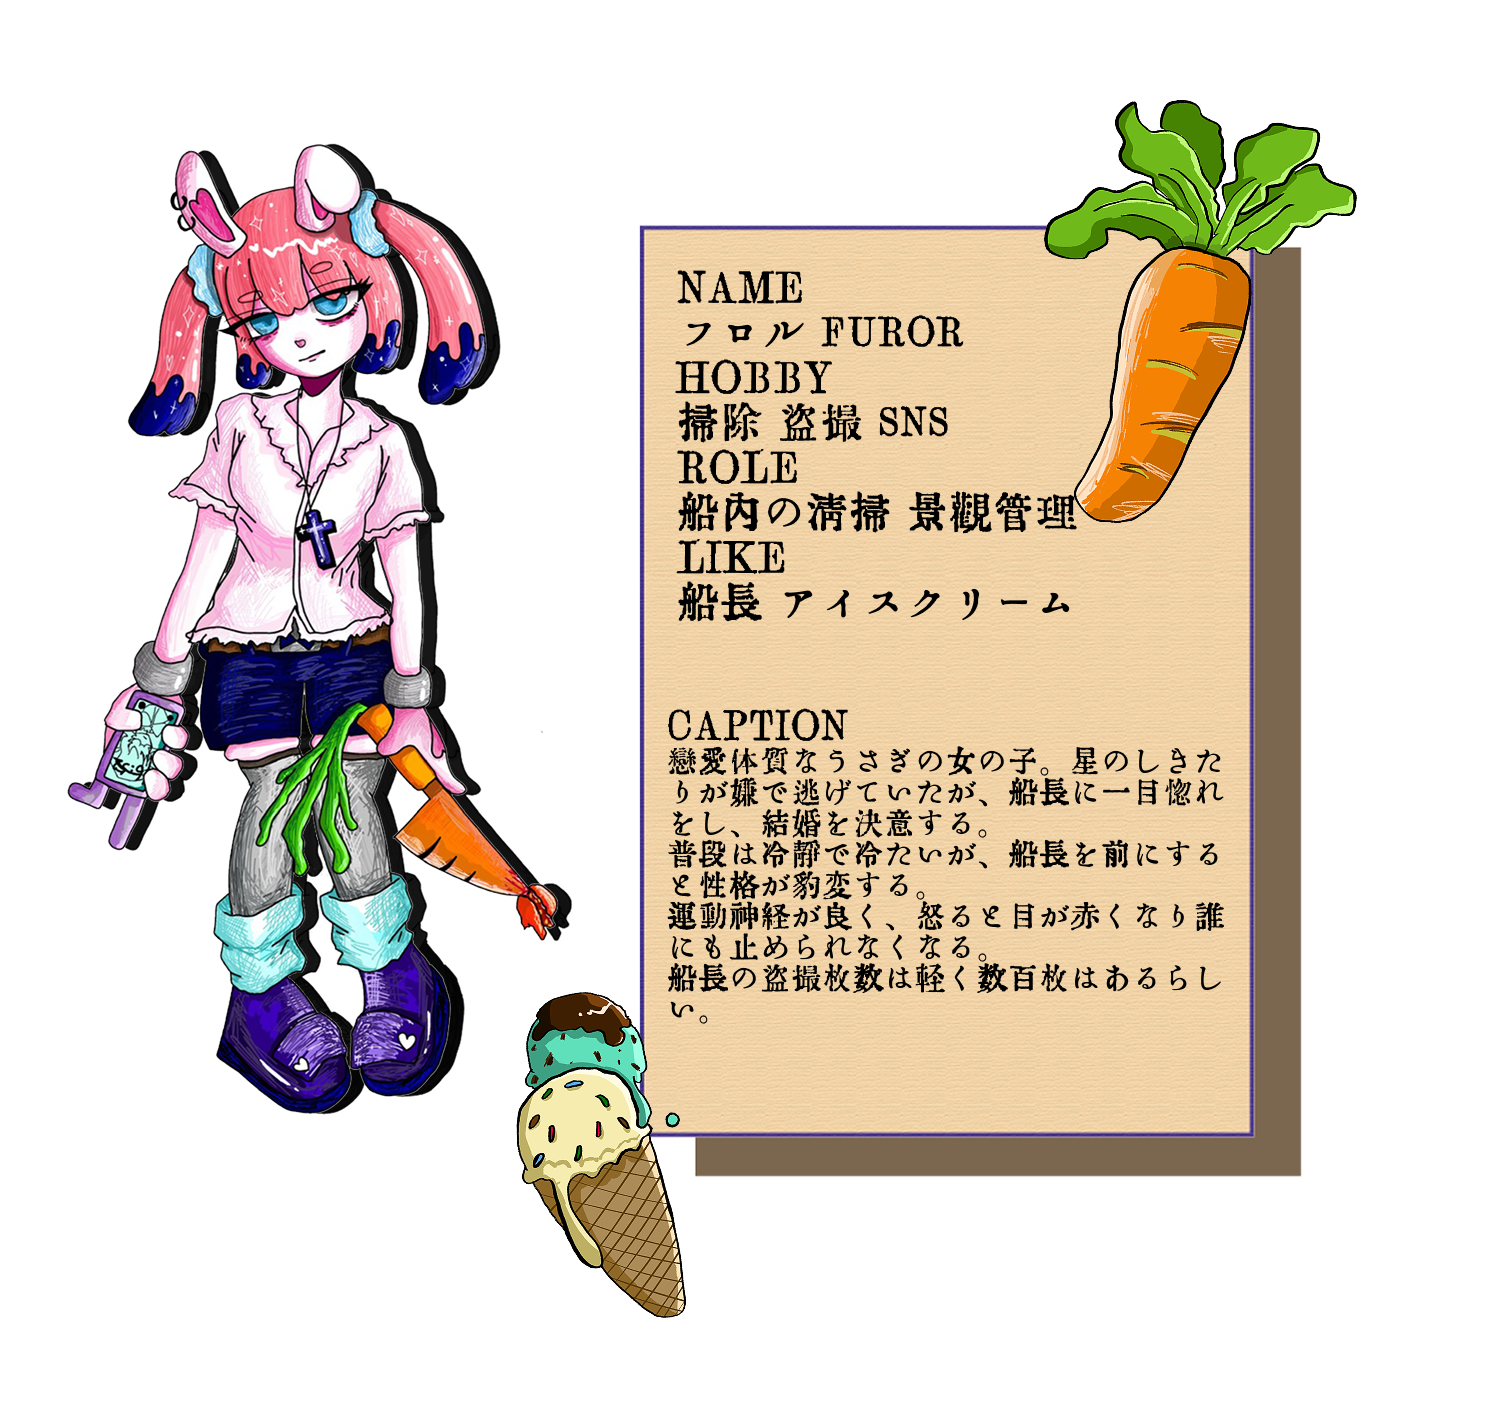 NAME
フロル FUROR
HOBBY
掃除 盗撮 SNS
ROLE
船内の清掃 景觀管理
LIKE
船長 アイスクリーム
CAPTION
戀愛体質なうさぎの女の子。星のしきた
りが嫌で逃げていたが、船長に一目惚れ
をし、結婚を決意する。
普段は冷靜で冷たいが、船長を前にする
と性格が豹変する。
運動神経が良く、怒ると目が赤くなり誰
にも止められなくなる。
船長の盗撮枚数は軽く数百枚はあるらし
い。